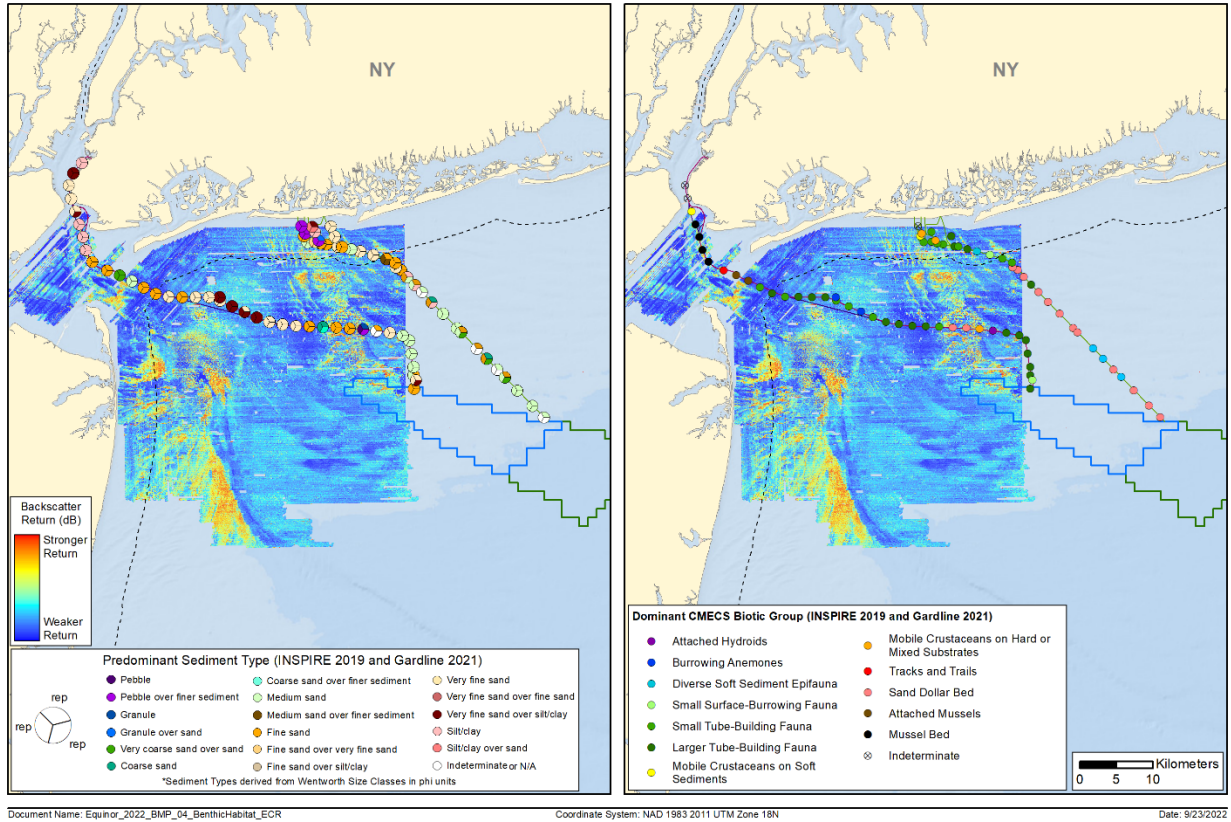 NY
Backscatter
Return (dB)
Stronger
Return
Weaker
Return
Predominant Sediment Type (INSPIRE 2019 and Gardline 2021)
rep
rep
rep
Pebble
Pebble over finer sediment
Granule
Granule over sand
Very coarse sand over sand
Coarse sand
Coarse sand over finer sediment
Medium sand
Medium sand over finer sediment
Fine sand
Fine sand over very fine sand
Fine sand over silt/clay
Very fine sand
Very fine sand over fine sand
Very fine sand over silt/clay
Silt/clay
Silt/clay over sand
Indeterminate or N/A
*Sediment Types derived from Wentworth Size Classes in phi units
NY
Dominant CMECS Biotic Group (INSPIRE 2019 and Gardline 2021)
Attached Hydroids
Burrowing Anemones
Diverse Soft Sediment Epifauna
Small Surface-Burrowing Fauna
Small Tube-Building Fauna
Larger Tube-Building Fauna
Mobile Crustaceans on Soft
Sediments
Mobile Crustaceans on Hard or
Mixed Substrates
Tracks and Trails
Sand Dollar Bed
Attached Mussels
Mussel Bed
Indeterminate
Kilometers
0 5 10
Document Name: Equinor_2022_BMP_04_BenthicHabitat_ECR
Coordinate System: NAD 1983 2011 UTM Zone 18N
Date: 9/23/2022